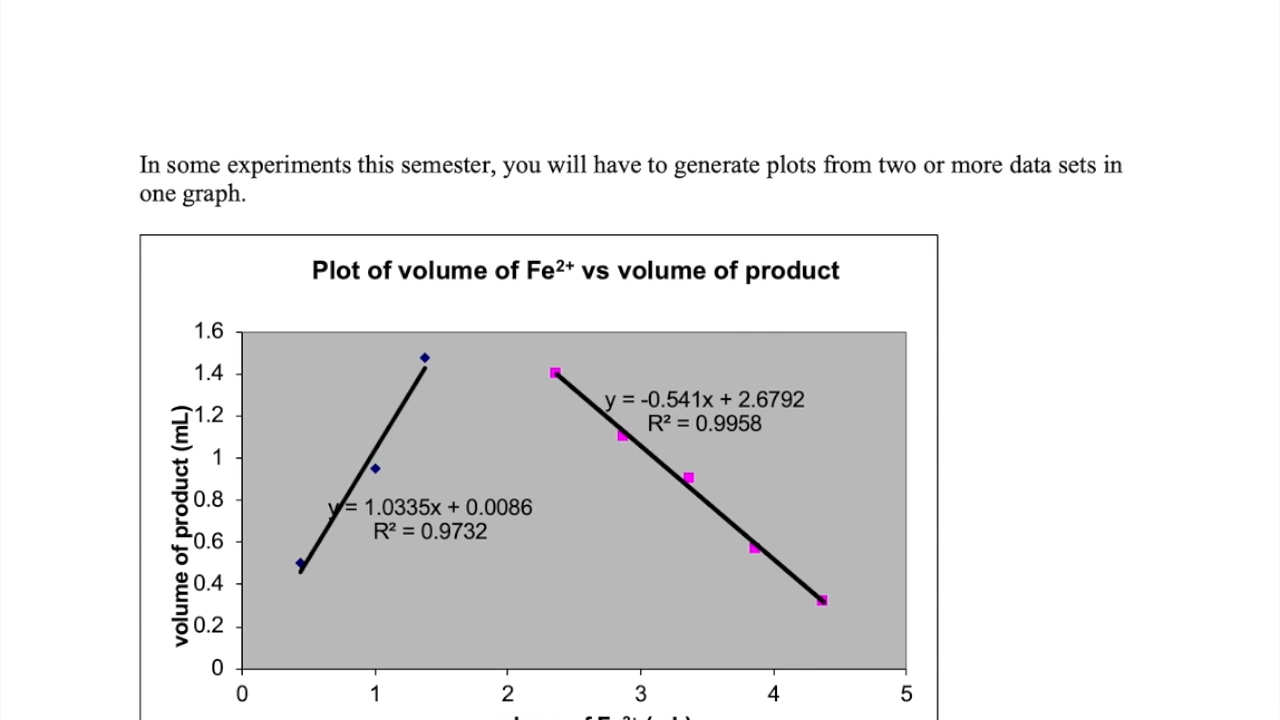 In some experiments this semester, you will have to generate plots from two or more data sets in
one graph.
Plot of volume of Fe²⁺ vs volume of product
1.6
1.4
1.2
1
0.8
0.6
0.4
0.2
0
volume of product (mL)
y = -0.541x + 2.6792
R² = 0.9958
y = 1.0335x + 0.0086
R² = 0.9732
0 1 2 3 4 5